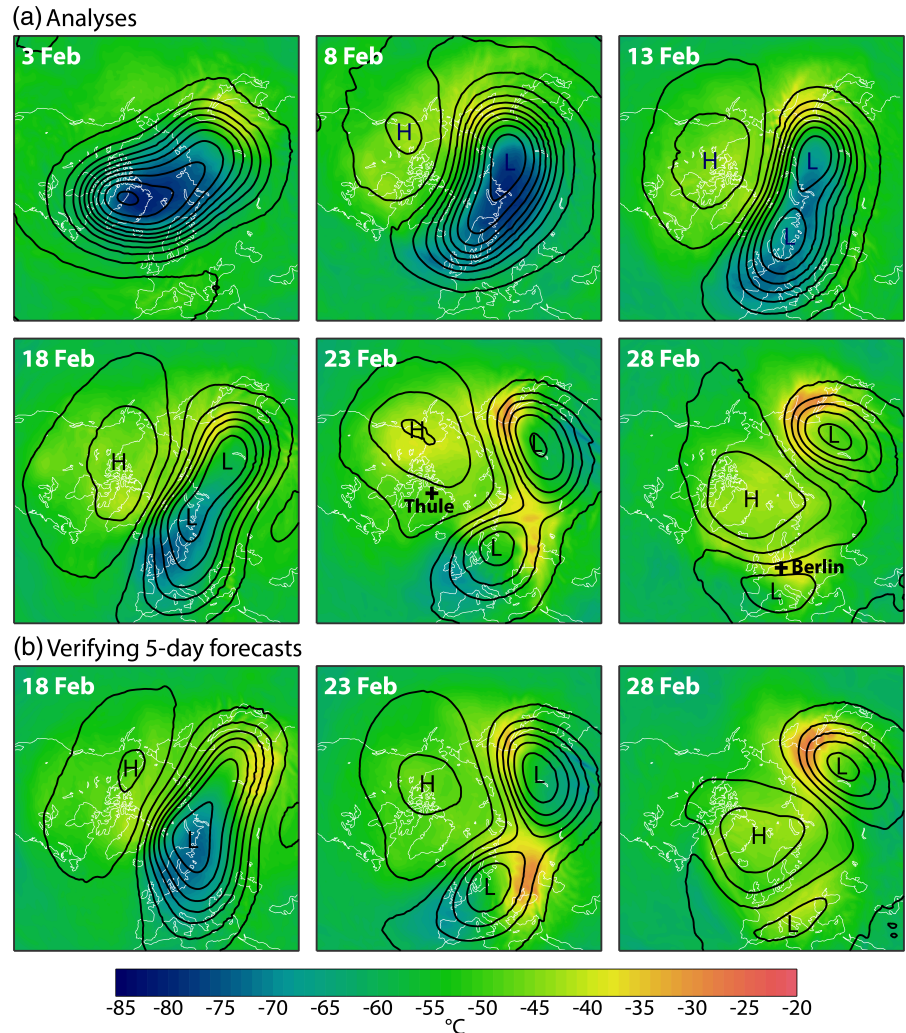 (a) Analyses
3 Feb
8 Feb
13 Feb
H
L
H
L
L
18 Feb
23 Feb
28 Feb
H
L
L
H
L
Thule
L
L
H
Berlin
L
(b) Verifying 5-day forecasts
18 Feb
23 Feb
28 Feb
H
L
H
L
L
L
H
L
-85 -80 -75 -70 -65 -60 -55 -50 -45 -40 -35 -30 -25 -20
°C